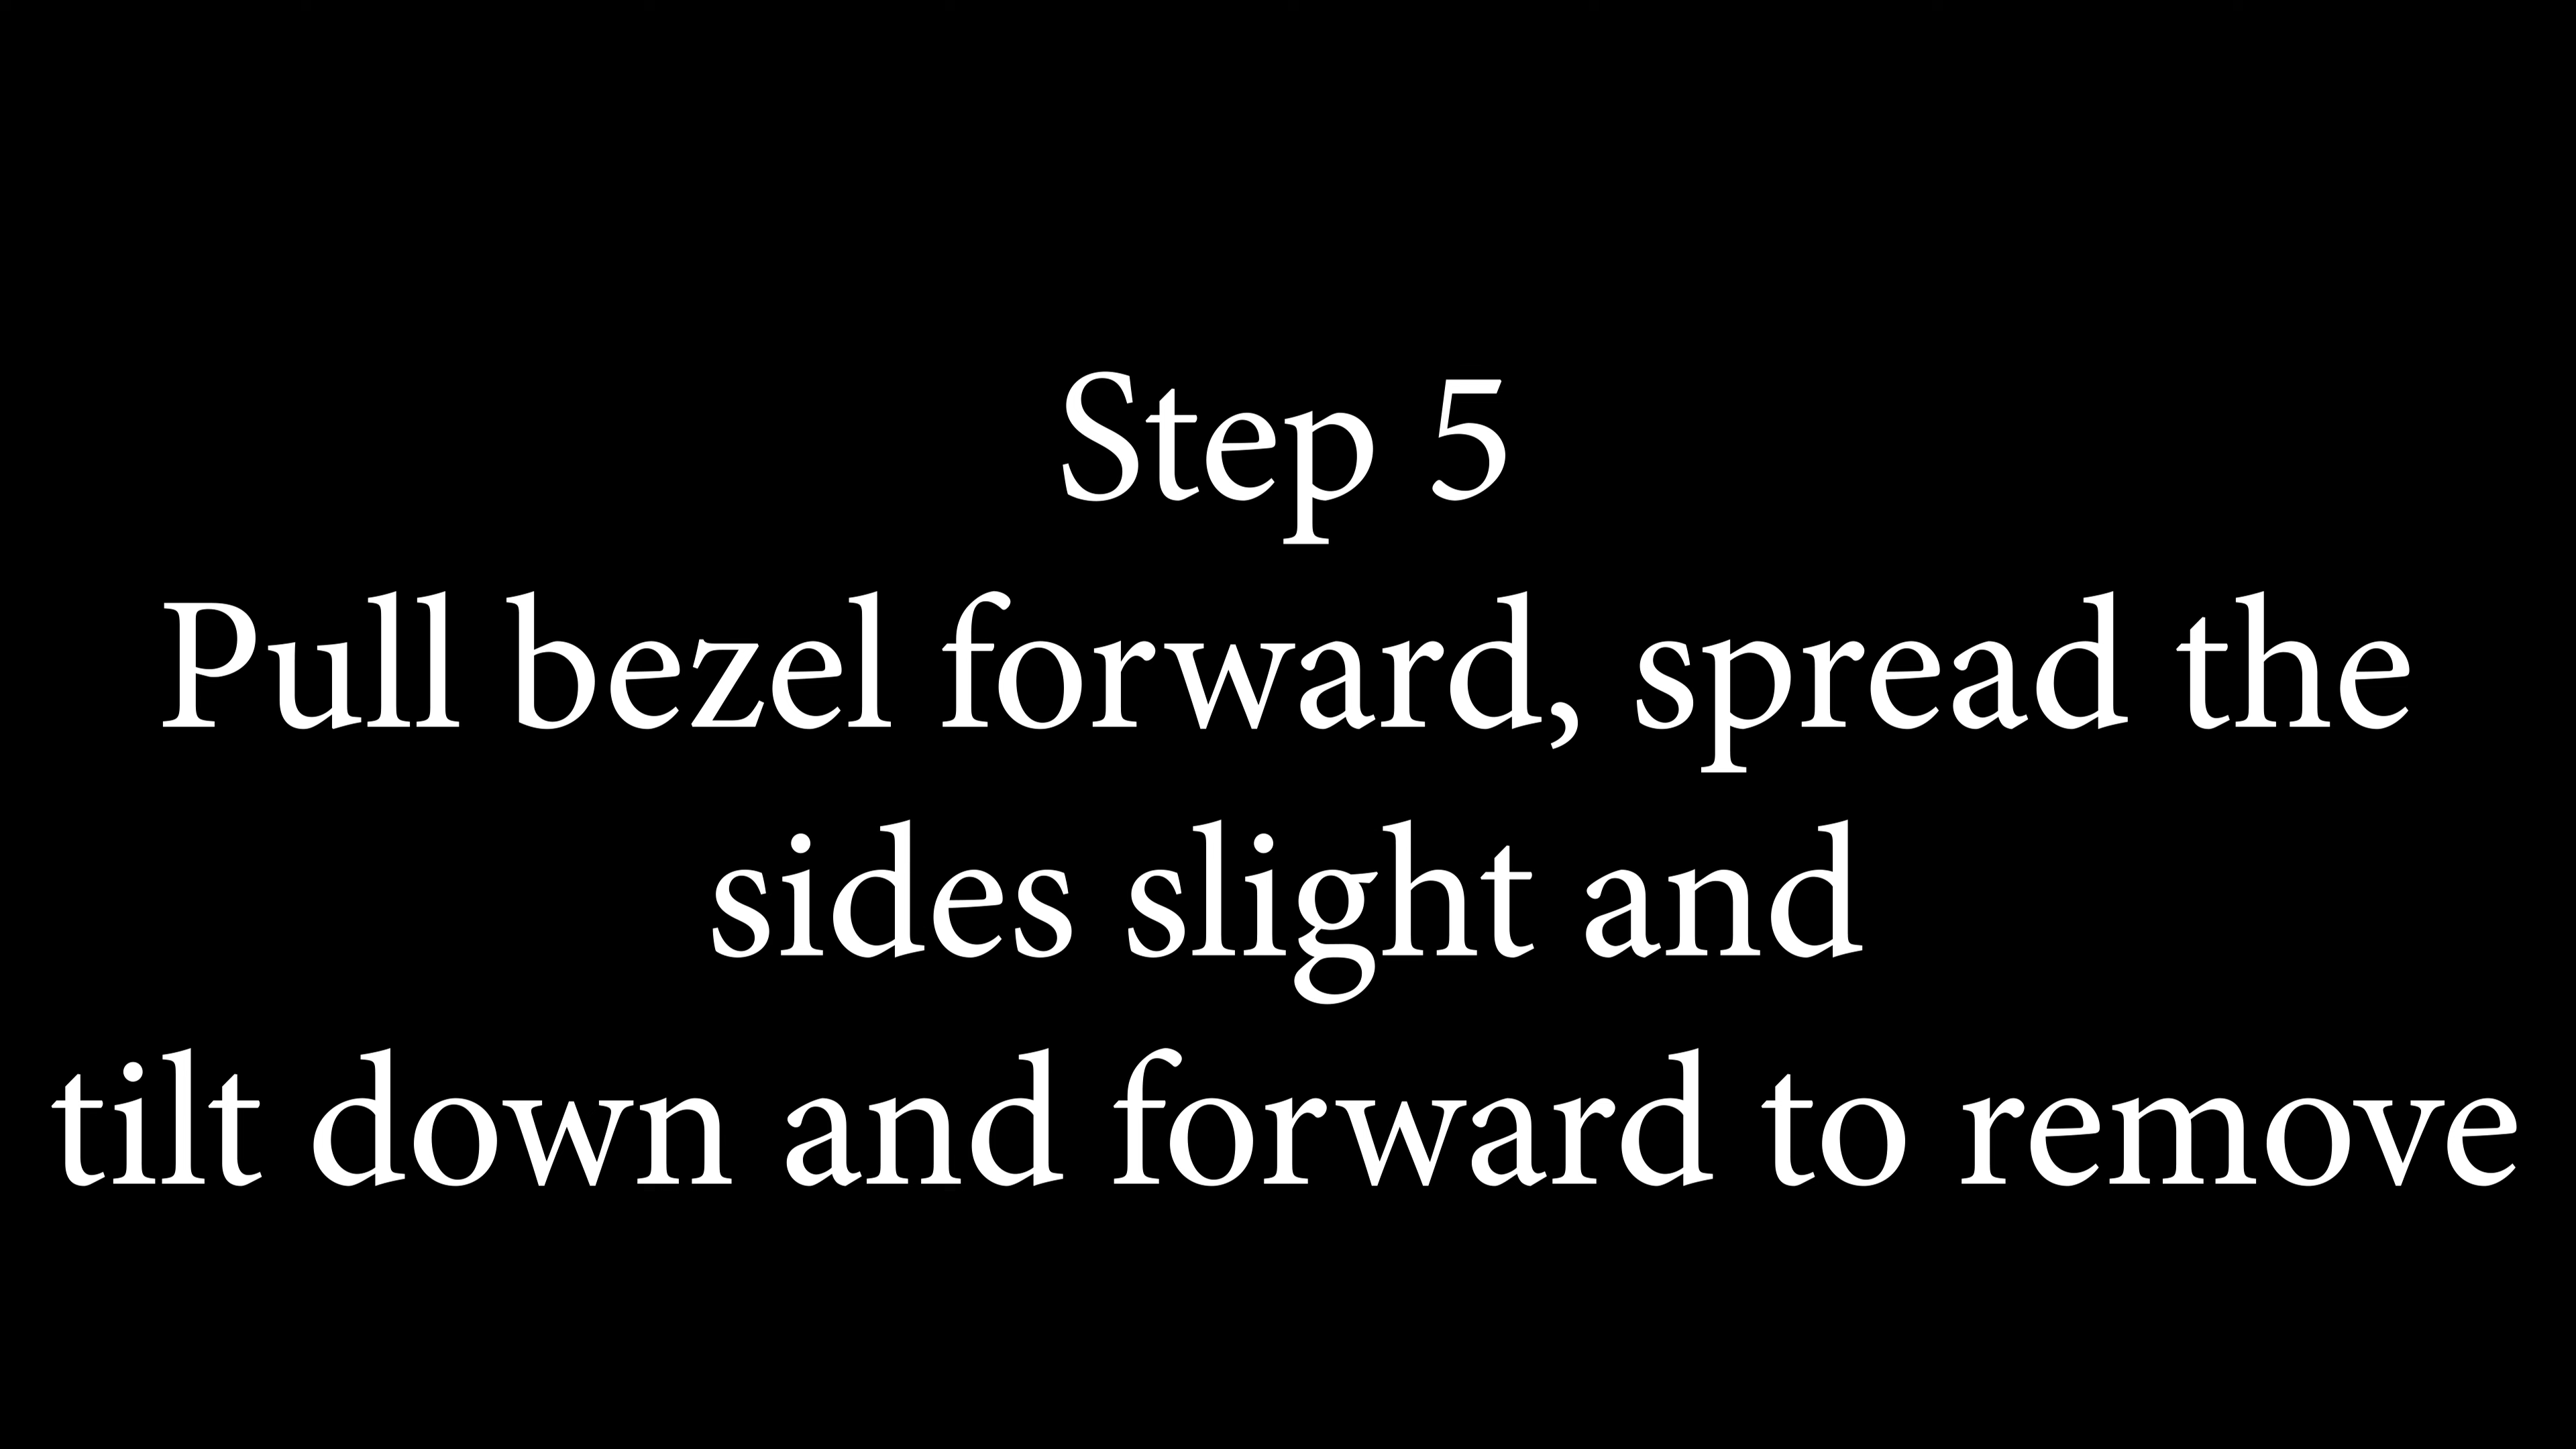 Step 5
Pull bezel forward, spread the
sides slight and
tilt down and forward to remove